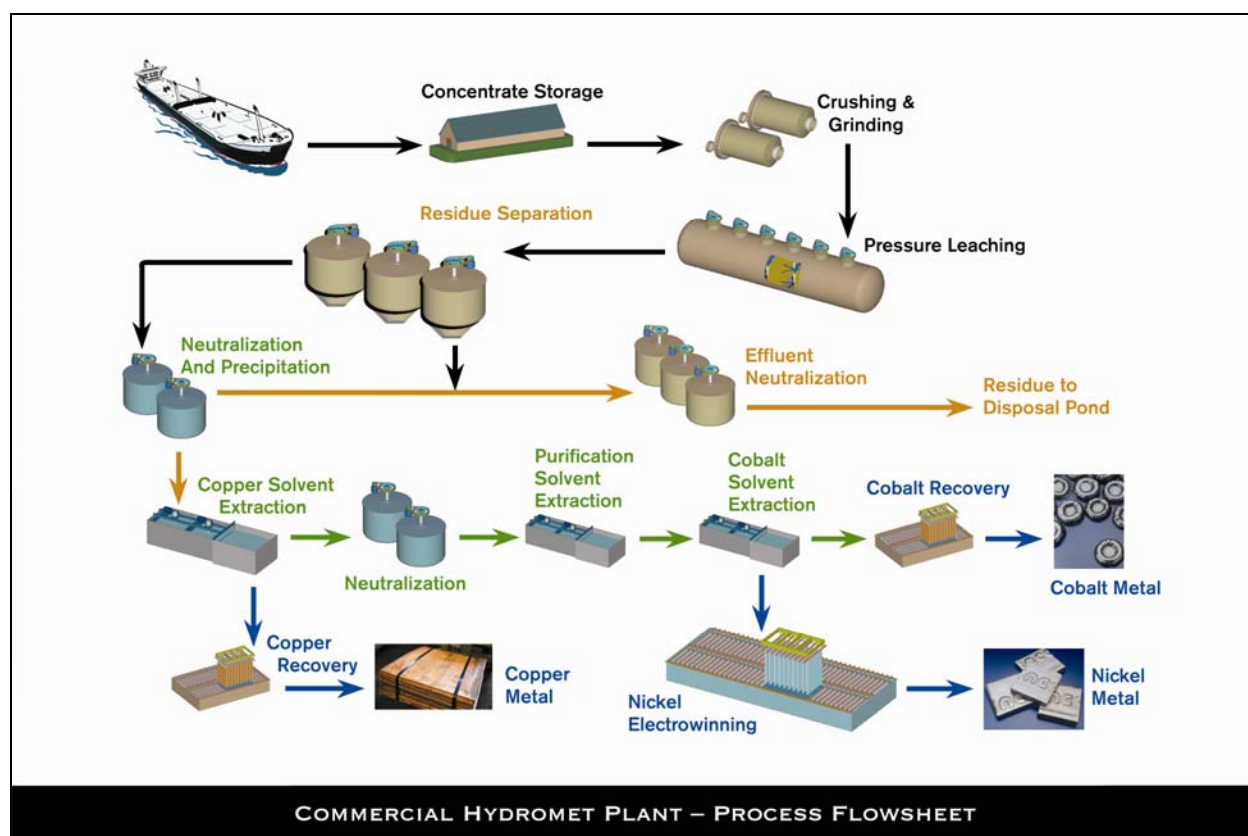 Concentrate Storage
Crushing &
Grinding
Residue Separation
Pressure Leaching
Neutralization
And Precipitation
Effluent
Neutralization
Residue to
Disposal Pond
Copper Solvent
Extraction
Neutralization
Purification
Solvent
Extraction
Cobalt
Solvent
Extraction
Cobalt Recovery
Cobalt Metal
Copper
Recovery
Copper
Metal
Nickel
Electrowinning
Nickel
Metal
COMMERCIAL HYDROMET PLANT – PROCESS FLOWSHEET